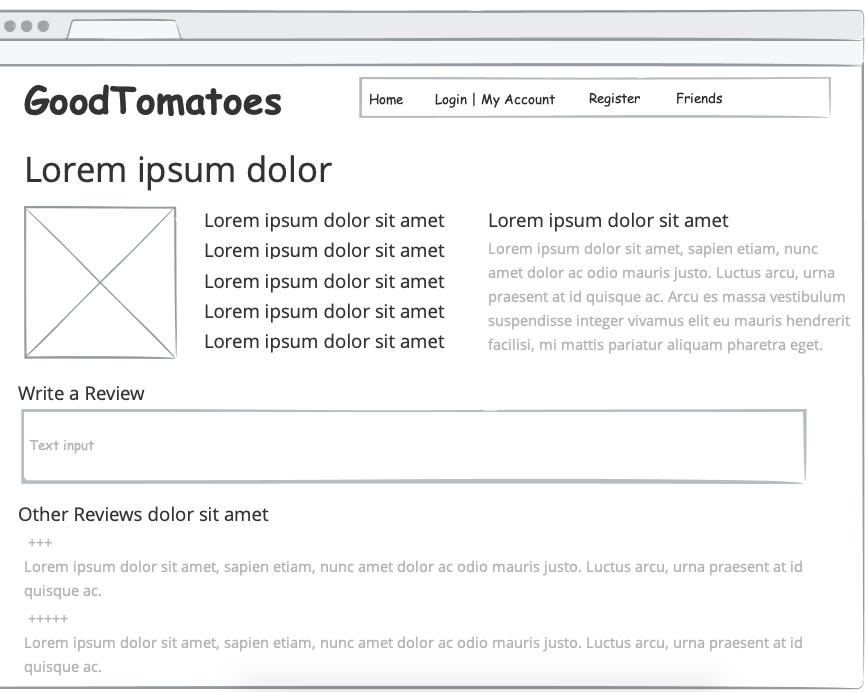 GoodTomatoes
Home Login | My Account Register Friends
Lorem ipsum dolor
Lorem ipsum dolor sit amet
Lorem ipsum dolor sit amet
Lorem ipsum dolor sit amet
Lorem ipsum dolor sit amet
Lorem ipsum dolor sit amet
Lorem ipsum dolor sit amet
Lorem ipsum dolor sit amet, sapien etiam, nunc
amet dolor ac odio mauris justo. Luctus arcu, urna
praesent at id quisque ac. Arcu es massa vestibulum
suspendisse integer vivamus elit eu mauris hendrerit
facilisi, mi mattis pariatur aliquam pharetra eget.
Write a Review
Text input
Other Reviews dolor sit amet
+++
Lorem ipsum dolor sit amet, sapien etiam, nunc amet dolor ac odio mauris justo. Luctus arcu, urna praesent at id
quisque ac.
+++++
Lorem ipsum dolor sit amet, sapien etiam, nunc amet dolor ac odio mauris justo. Luctus arcu, urna praesent at id
quisque ac.